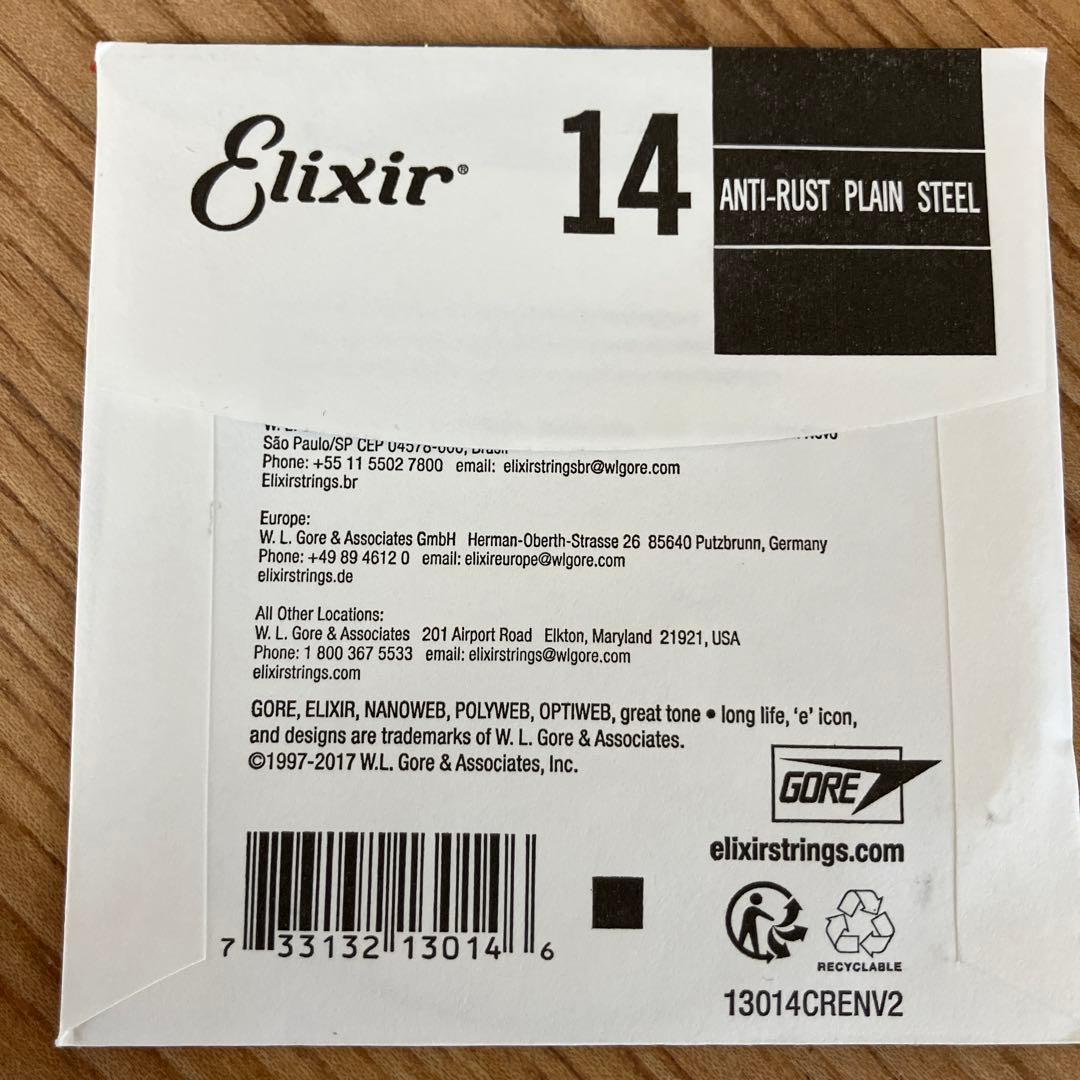 Elixir®
14
ANTI-RUST PLAIN STEEL
São Paulo/SP CEP 04578-000, Brasil
Phone: +55 11 5502 7800 email: elixirstringsbr@wlgore.com
Elixirstrings.br
Europe:
W. L. Gore & Associates GmbH Herman-Oberth-Strasse 26 85640 Putzbrunn, Germany
Phone: +49 89 4612 0 email: elixireurope@wlgore.com
elixirstrings.de
All Other Locations:
W. L. Gore & Associates 201 Airport Road Elkton, Maryland 21921, USA
Phone: 1 800 367 5533 email: elixirstrings@wlgore.com
elixirstrings.com
GORE, ELIXIR, NANOWEB, POLYWEB, OPTIWEB, great tone • long life, ‘e’ icon,
and designs are trademarks of W. L. Gore & Associates.
©1997-2017 W.L. Gore & Associates, Inc.
GORE
elixirstrings.com
7 33132 13014 6
RECYCLABLE
13014CRENV2